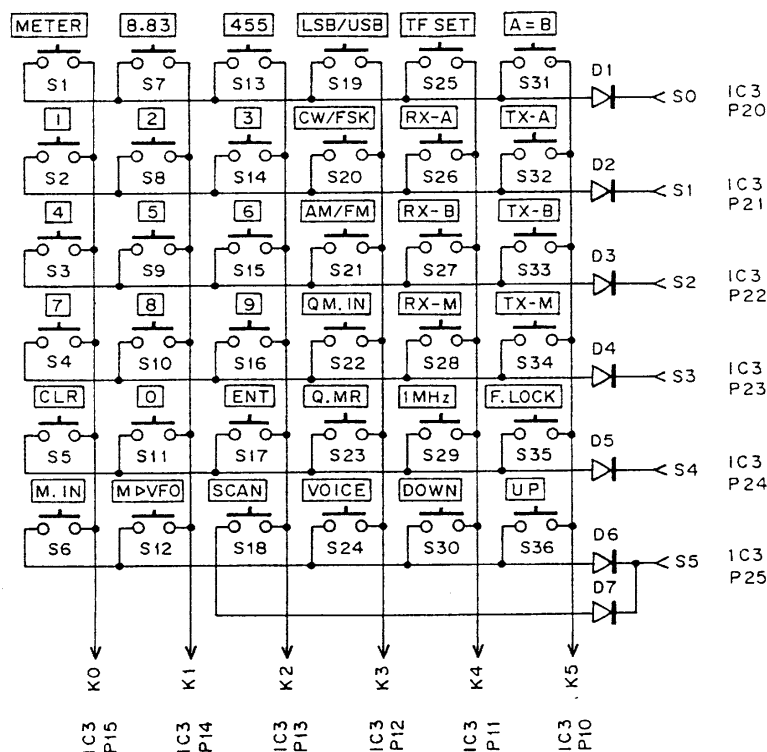 METER 8.83 455 LSB/USB TF SET A=B
D1
S1 S7 S13 S19 S25 S31
S0 IC3 P20
1 2 3 CW/FSK RX-A TX-A
D2
S2 S8 S14 S20 S26 S32
S1 IC3 P21
4 5 6 AM/FM RX-B TX-B
D3
S3 S9 S15 S21 S27 S33
S2 IC3 P22
7 8 9 QM.IN RX-M TX-M
D4
S4 S10 S16 S22 S28 S34
S3 IC3 P23
CLR 0 ENT Q.MR 1MHz F.LOCK
D5
S5 S11 S17 S23 S29 S35
S4 IC3 P24
M.IN M▷VFO SCAN VOICE DOWN UP
D6
S6 S12 S18 S24 S30 S36
S5 IC3 P25
D7
K0 K1 K2 K3 K4 K5
IC3 P15 IC3 P14 IC3 P13 IC3 P12 IC3 P11 IC3 P10